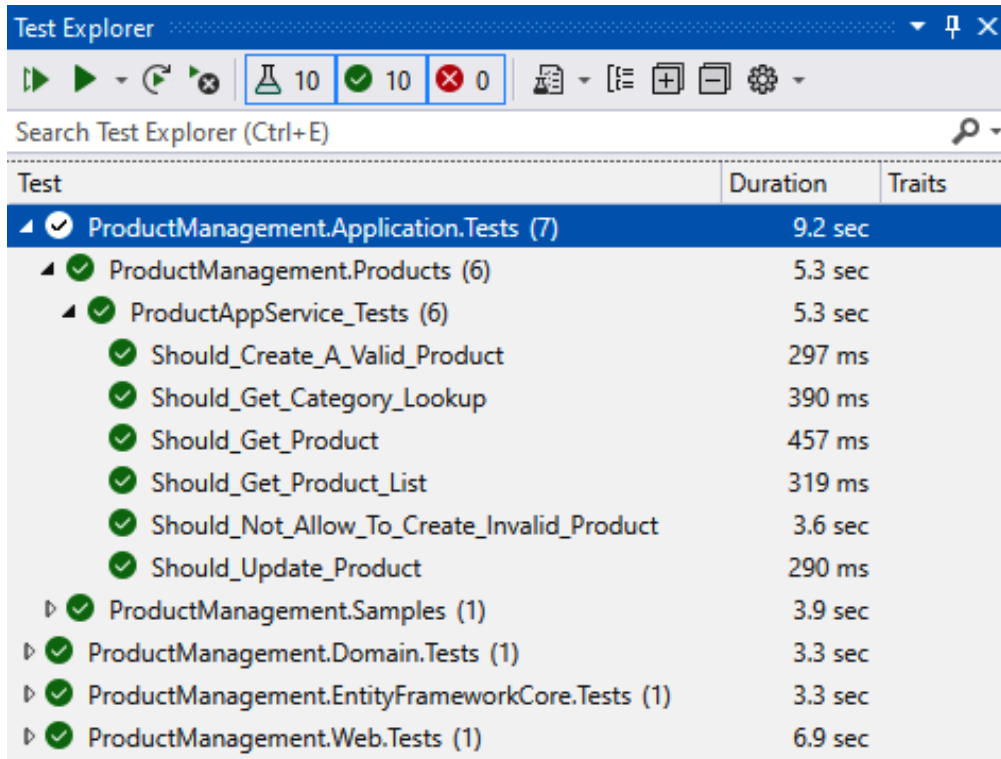 Test Explorer
10 10 0
Search Test Explorer (Ctrl+E)
Test Duration Traits
ProductManagement.Application.Tests (7) 9.2 sec
ProductManagement.Products (6) 5.3 sec
ProductAppService_Tests (6) 5.3 sec
Should_Create_A_Valid_Product 297 ms
Should_Get_Category_Lookup 390 ms
Should_Get_Product 457 ms
Should_Get_Product_List 319 ms
Should_Not_Allow_To_Create_Invalid_Product 3.6 sec
Should_Update_Product 290 ms
ProductManagement.Samples (1) 3.9 sec
ProductManagement.Domain.Tests (1) 3.3 sec
ProductManagement.EntityFrameworkCore.Tests (1) 3.3 sec
ProductManagement.Web.Tests (1) 6.9 sec